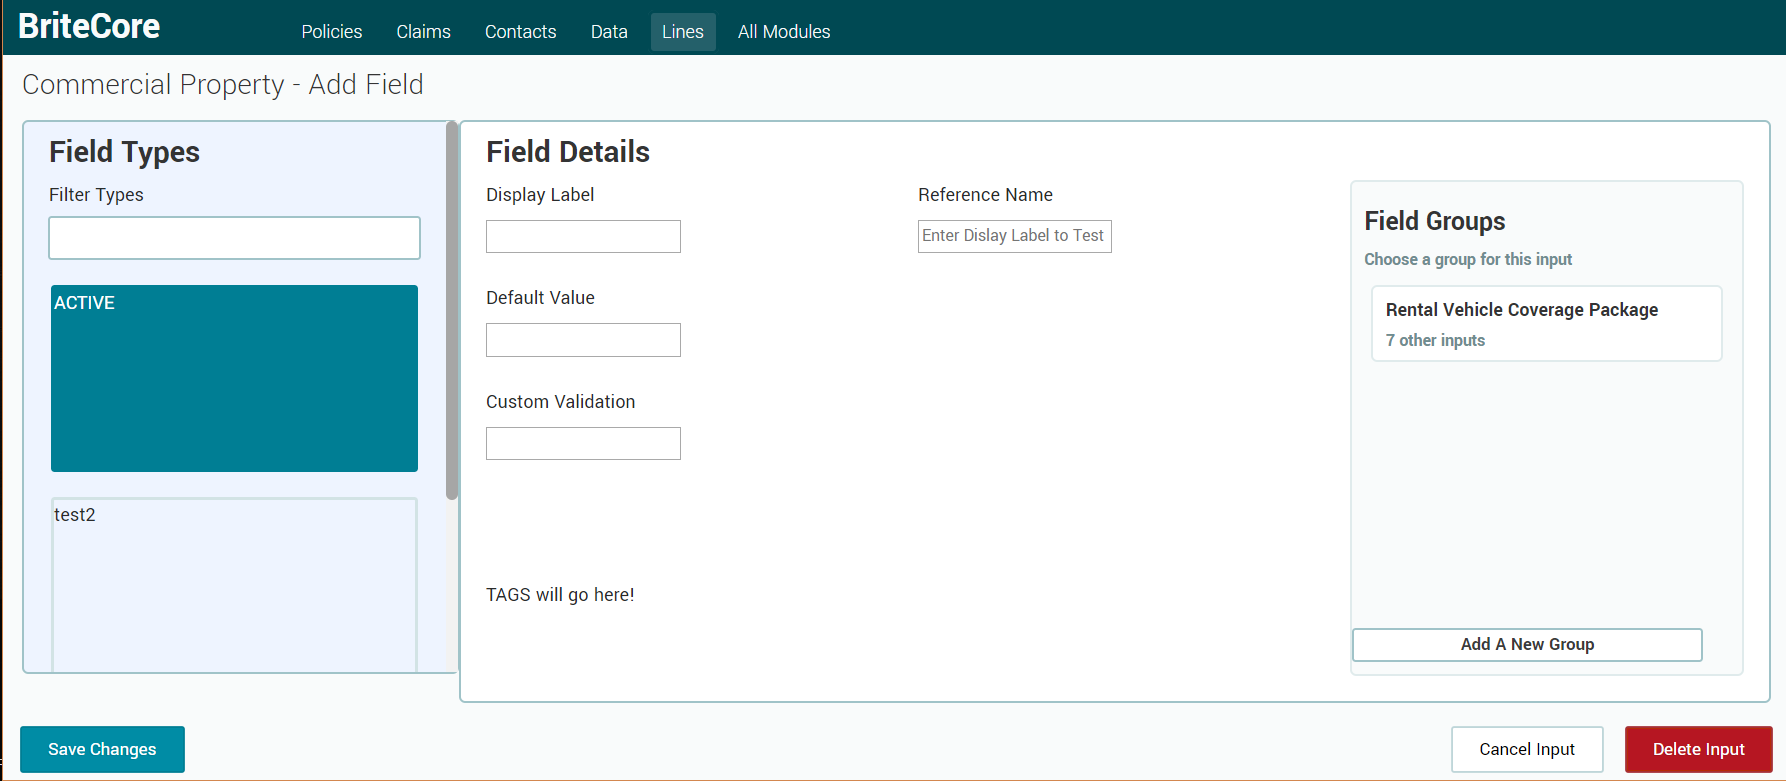 BriteCore
Policies Claims Contacts Data Lines All Modules
Commercial Property - Add Field
Field Types
Filter Types
ACTIVE
test2
Field Details
Display Label
Reference Name
Enter Dislay Label to Test
Default Value
Custom Validation
TAGS will go here!
Field Groups
Choose a group for this input
Rental Vehicle Coverage Package
7 other inputs
Add A New Group
Save Changes
Cancel Input
Delete Input